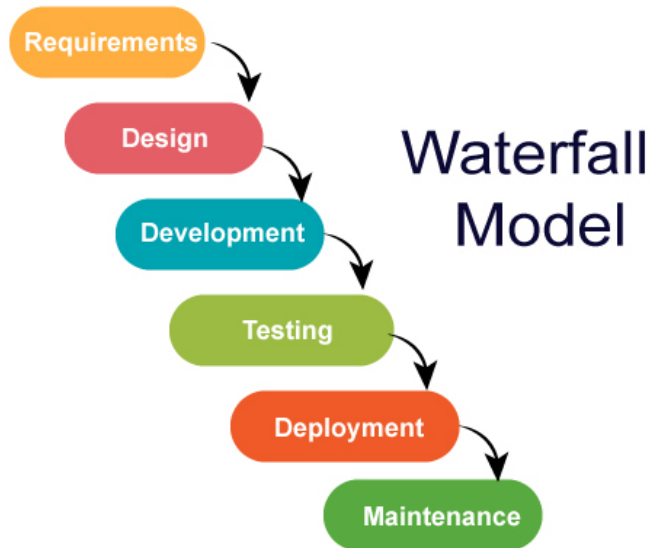 Requirements
Design
Waterfall
Model
Development
Testing
Deployment
Maintenance